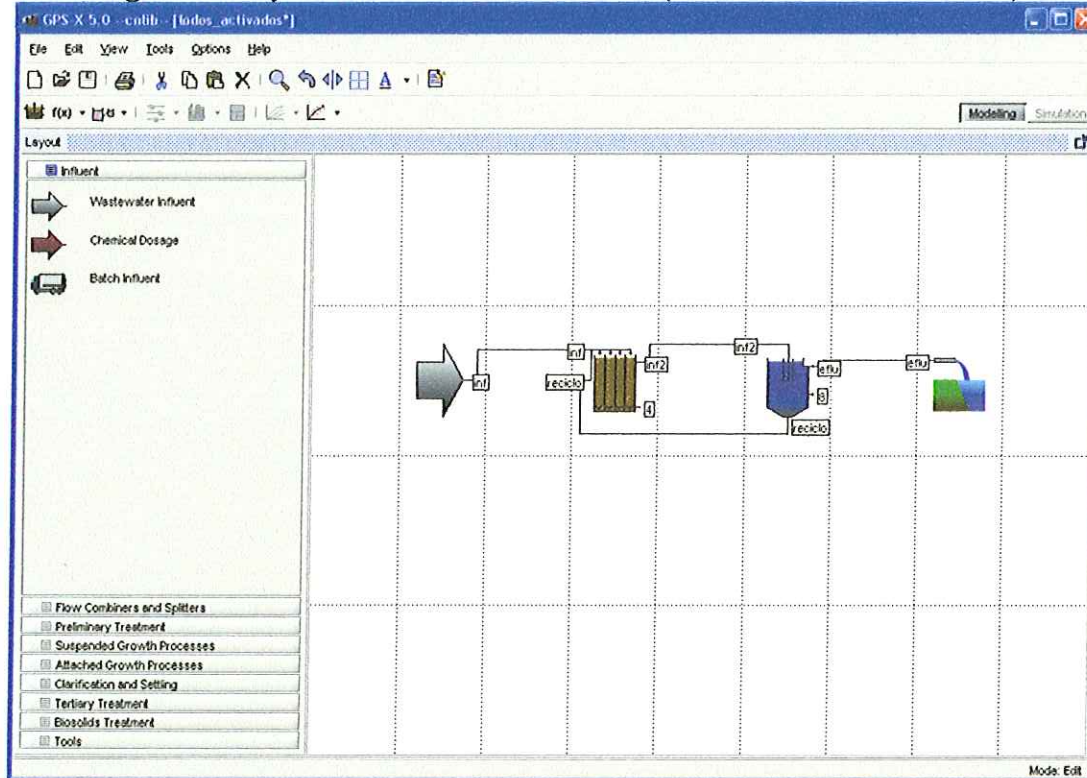 GPS-X 5.0 - cnlib - [lodos_activados*]
File Edit View Tools Options Help
f(x)
Modelling Simulation
Layout
Influent
Wastewater Influent
Chemical Dosage
Batch Influent
inf
inf
reciclo
inf2
4
inf2
eflu
8
reciclo
eflu
Flow Combiners and Splitters
Preliminary Treatment
Suspended Growth Processes
Attached Growth Processes
Clarification and Settling
Tertiary Treatment
Biosolids Treatment
Tools
Mode: Edit